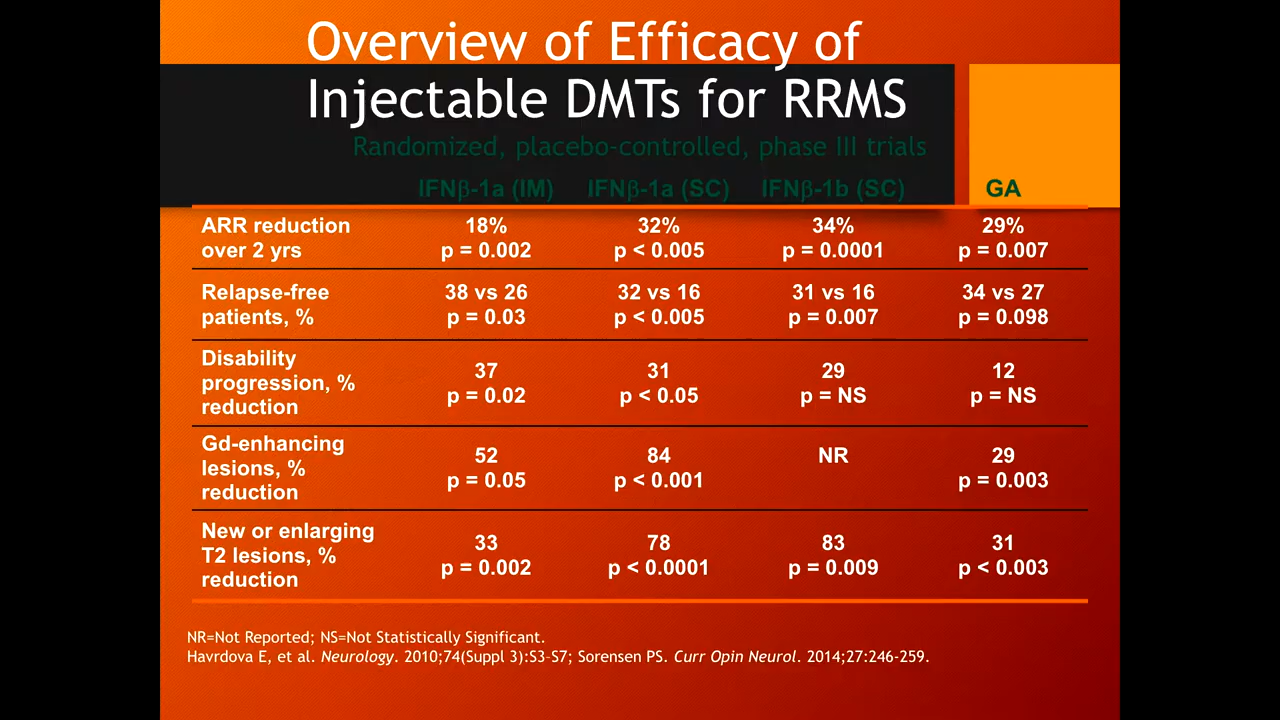 Overview of Efficacy of
Injectable DMTs for RRMS
Randomized, placebo-controlled, phase III trials
IFNβ-1a (IM) IFNβ-1a (SC) IFNβ-1b (SC) GA
ARR reduction
over 2 yrs
18%
p = 0.002
32%
p < 0.005
34%
p = 0.0001
29%
p = 0.007
Relapse-free
patients, %
38 vs 26
p = 0.03
32 vs 16
p < 0.005
31 vs 16
p = 0.007
34 vs 27
p = 0.098
Disability
progression, %
reduction
37
p = 0.02
31
p < 0.05
29
p = NS
12
p = NS
Gd-enhancing
lesions, %
reduction
52
p = 0.05
84
p < 0.001
NR
29
p = 0.003
New or enlarging
T2 lesions, %
reduction
33
p = 0.002
78
p < 0.0001
83
p = 0.009
31
p < 0.003
NR=Not Reported; NS=Not Statistically Significant.
Havrdova E, et al. Neurology. 2010;74(Suppl 3):S3-S7; Sorensen PS. Curr Opin Neurol. 2014;27:246-259.